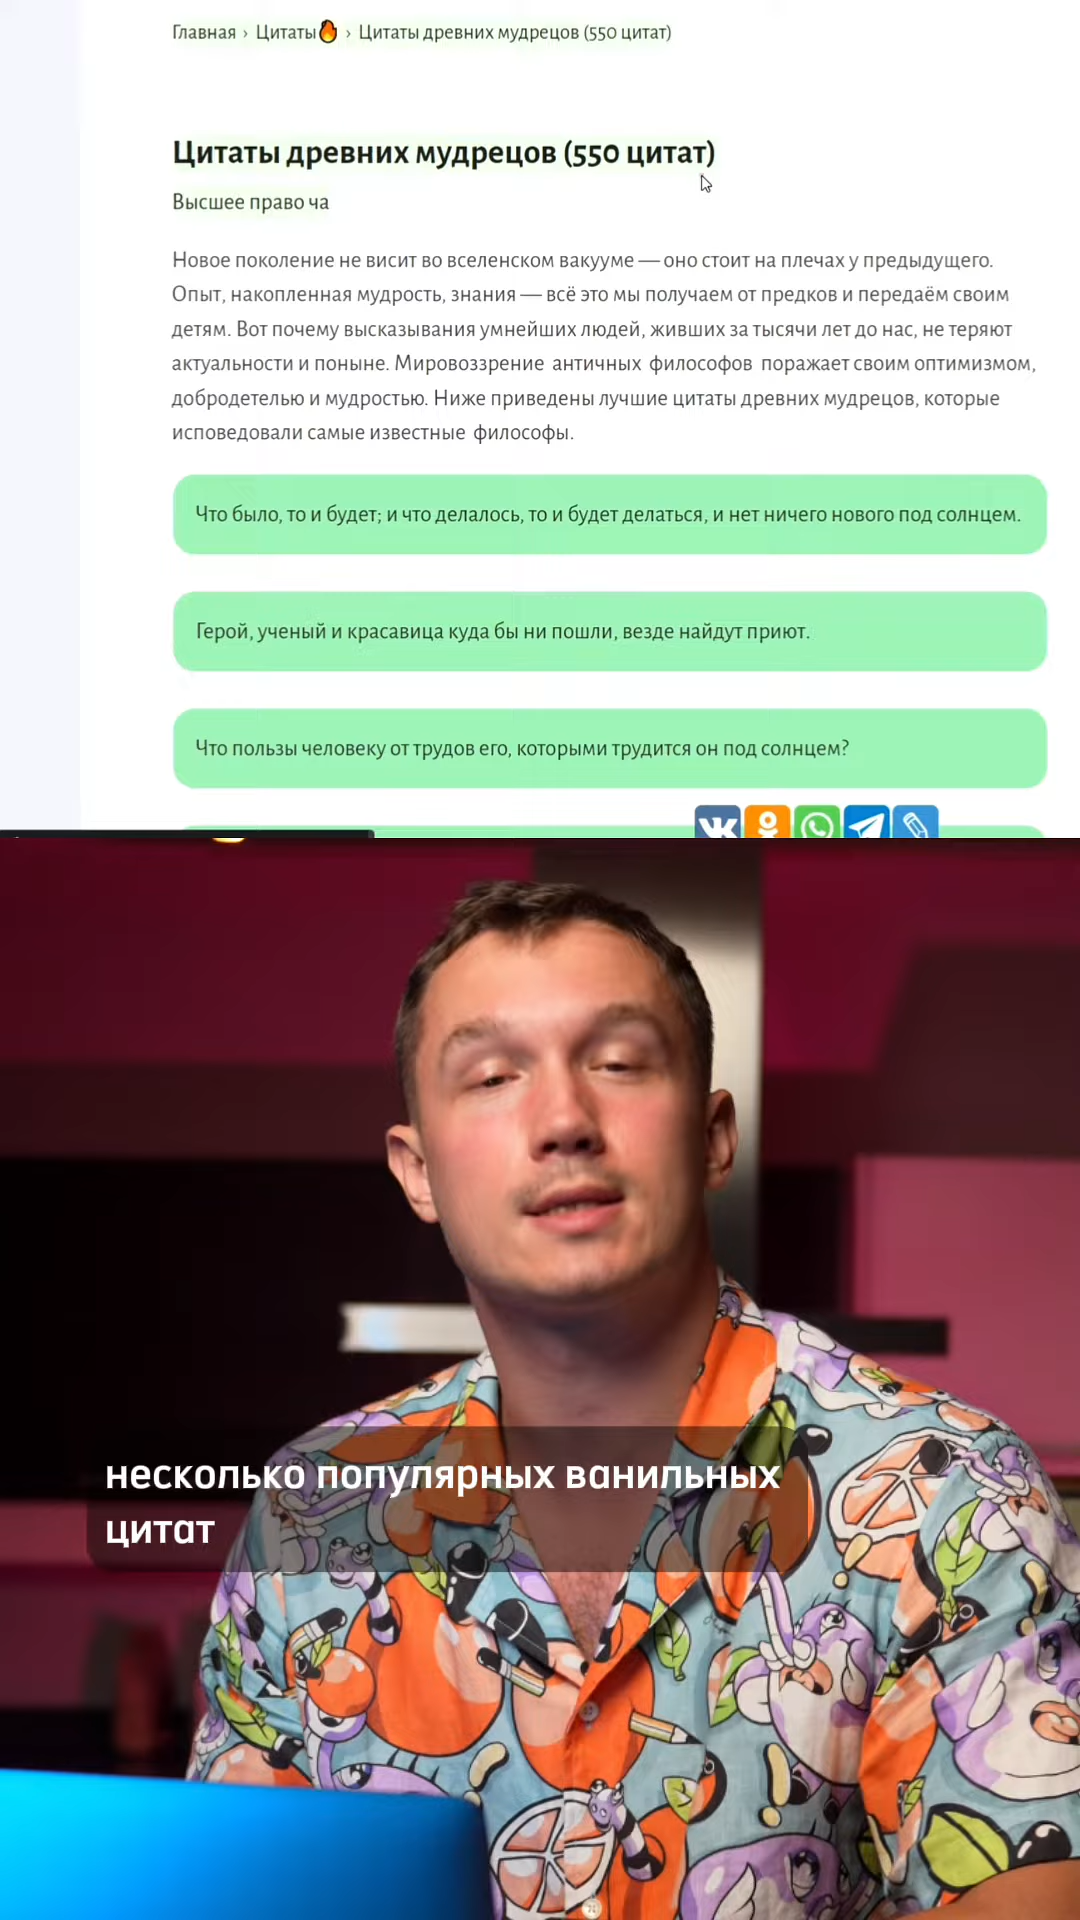 Главная › Цитаты🔥 › Цитаты древних мудрецов (550 цитат)
Цитаты древних мудрецов (550 цитат)
Высшее право ча
Новое поколение не висит во вселенском вакууме — оно стоит на плечах у предыдущего.
Опыт, накопленная мудрость, знания — всё это мы получаем от предков и передаём своим
детям. Вот почему высказывания умнейших людей, живших за тысячи лет до нас, не теряют
актуальности и поныне. Мировоззрение античных философов поражает своим оптимизмом,
добродетелью и мудростью. Ниже приведены лучшие цитаты древних мудрецов, которые
исповедовали самые известные философы.
Что было, то и будет; и что делалось, то и будет делаться, и нет ничего нового под солнцем.
Герой, ученый и красавица куда бы ни пошли, везде найдут приют.
Что пользы человеку от трудов его, которыми трудится он под солнцем?
несколько популярных ванильных
цитат